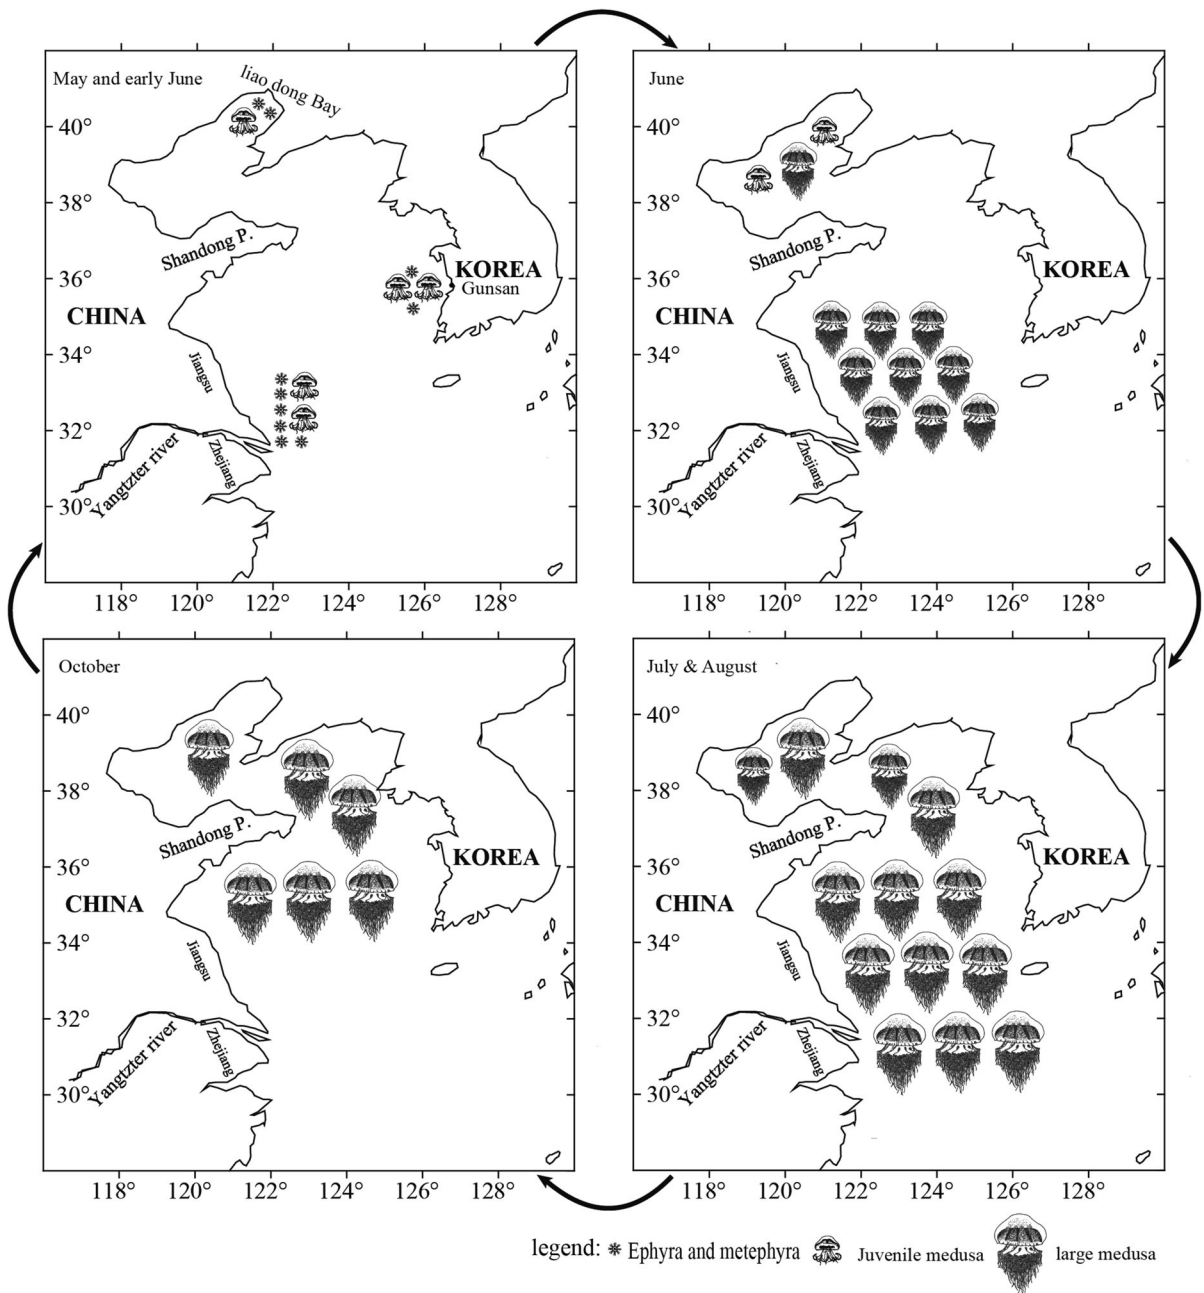 May and early June
liao dong Bay
40°
38°
Shandong P.
36°
KOREA
Gunsan
CHINA
34°
Jiangsu
32°
Yangtzter river
Zhejiang
30°
118° 120° 122° 124° 126° 128°
June
40°
38°
Shandong P.
36°
KOREA
CHINA
34°
Jiangsu
32°
Yangtzter river
Zhejiang
30°
118° 120° 122° 124° 126° 128°
October
40°
38°
Shandong P.
36°
KOREA
CHINA
34°
Jiangsu
32°
Yangtzter river
Zhejiang
30°
118° 120° 122° 124° 126° 128°
July & August
40°
38°
Shandong P.
36°
KOREA
CHINA
34°
Jiangsu
32°
Yangtzter river
Zhejiang
30°
118° 120° 122° 124° 126° 128°
legend: Ephyra and metephyra Juvenile medusa large medusa